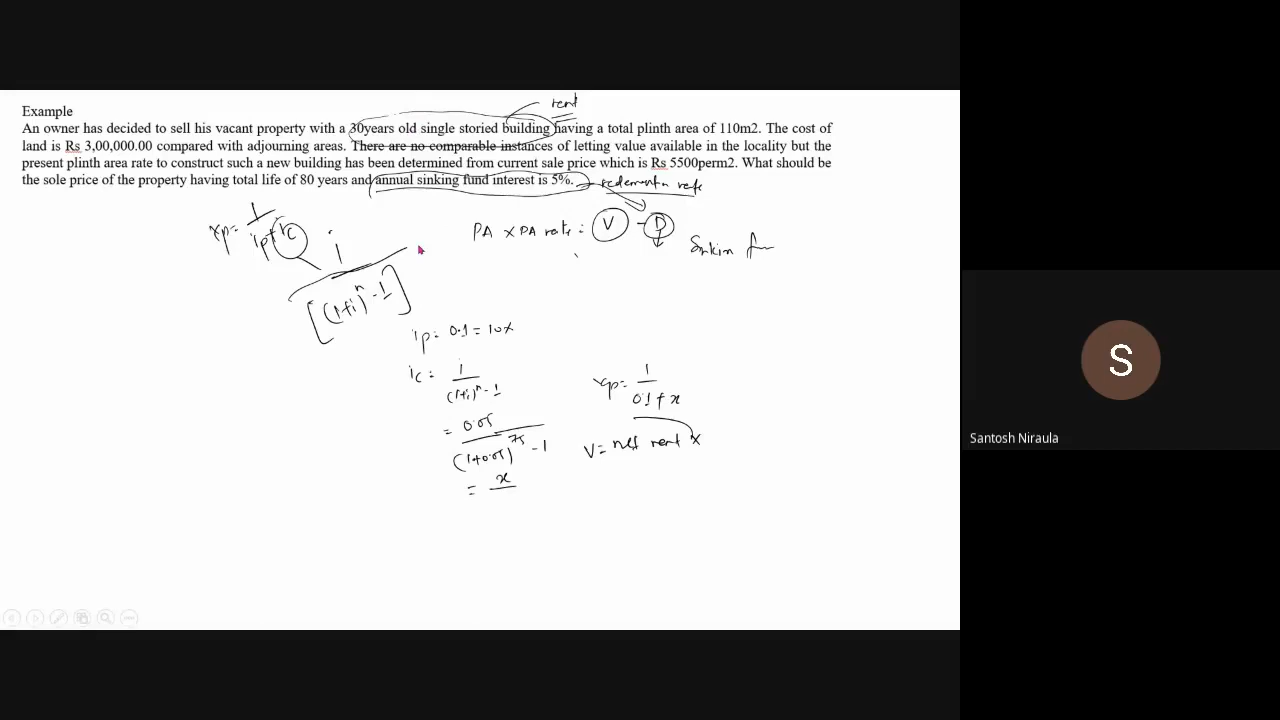 Example
rent
An owner has decided to sell his vacant property with a 30years old single storied building having a total plinth area of 110m2. The cost of
land is Rs 3,00,000.00 compared with adjourning areas. There are no comparable instances of letting value available in the locality but the
present plinth area rate to construct such a new building has been determined from current sale price which is Rs 5500perm2. What should be
the sole price of the property having total life of 80 years and annual sinking fund interest is 5%.
rate
xp = 1 / ip + ic
PA x PA rate = V - D
i / [(1+i)^n - 1]
ip = 0.1 = 10%
ic = i / (1+i)^n - 1
xp = 1 / 0.1 + x
= 0.05 / (1+0.05)^75 - 1
V = net rent x
= x
S
Santosh Niraula